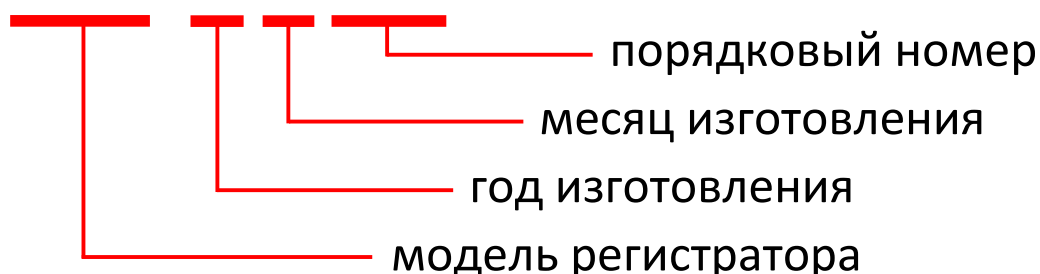 порядковый номер
месяц изготовления
год изготовления
модель регистратора